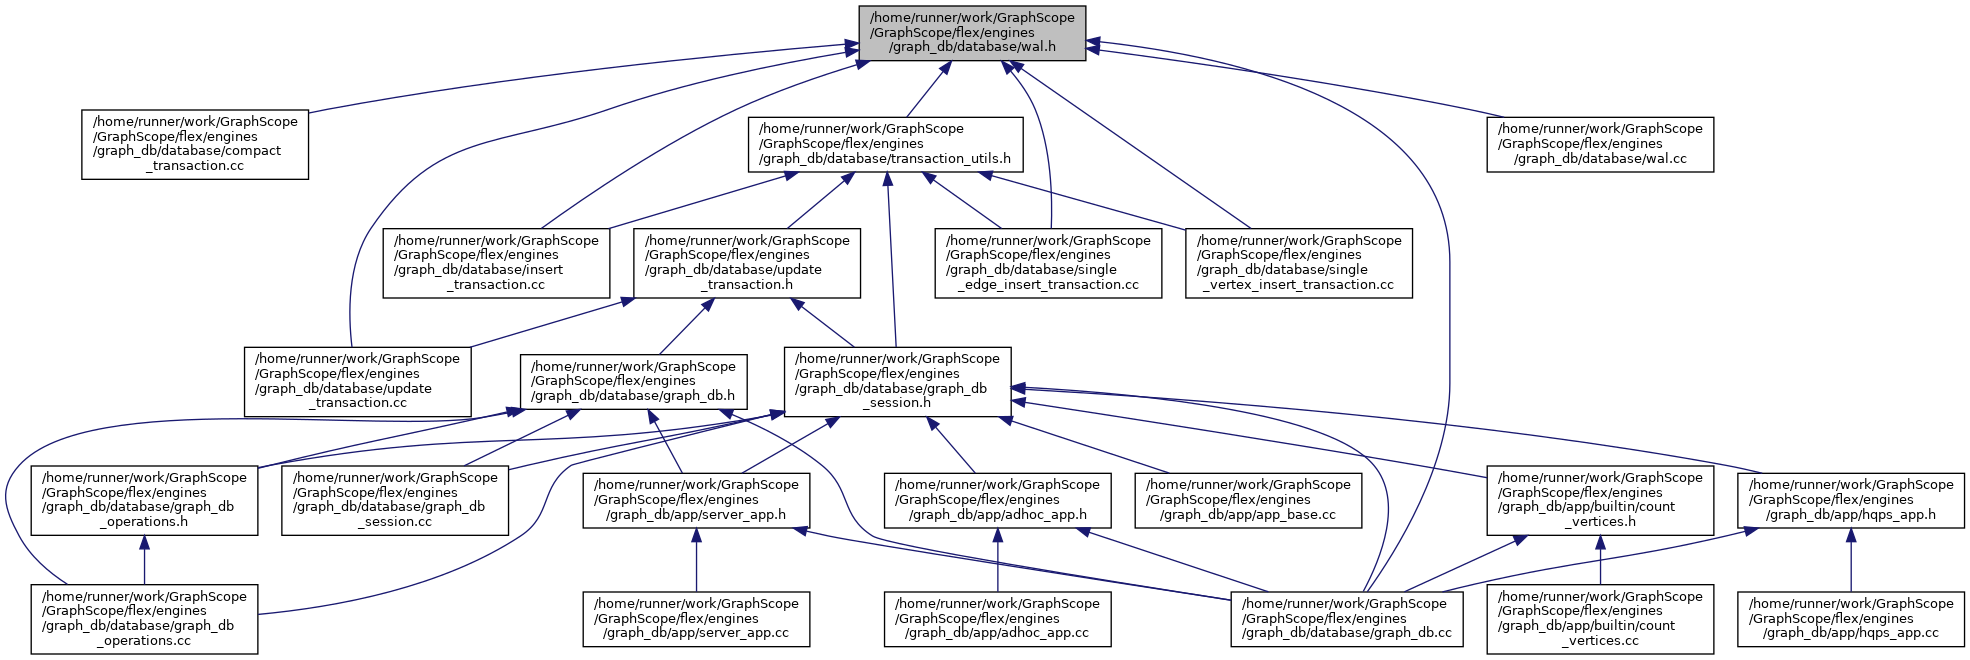 /home/runner/work/GraphScope
/GraphScope/flex/engines
/graph_db/database/wal.h
/home/runner/work/GraphScope
/GraphScope/flex/engines
/graph_db/database/compact
_transaction.cc
/home/runner/work/GraphScope
/GraphScope/flex/engines
/graph_db/database/transaction_utils.h
/home/runner/work/GraphScope
/GraphScope/flex/engines
/graph_db/database/wal.cc
/home/runner/work/GraphScope
/GraphScope/flex/engines
/graph_db/database/insert
_transaction.cc
/home/runner/work/GraphScope
/GraphScope/flex/engines
/graph_db/database/update
_transaction.h
/home/runner/work/GraphScope
/GraphScope/flex/engines
/graph_db/database/single
_edge_insert_transaction.cc
/home/runner/work/GraphScope
/GraphScope/flex/engines
/graph_db/database/single
_vertex_insert_transaction.cc
/home/runner/work/GraphScope
/GraphScope/flex/engines
/graph_db/database/update
_transaction.cc
/home/runner/work/GraphScope
/GraphScope/flex/engines
/graph_db/database/graph_db.h
/home/runner/work/GraphScope
/GraphScope/flex/engines
/graph_db/database/graph_db
_session.h
/home/runner/work/GraphScope
/GraphScope/flex/engines
/graph_db/database/graph_db
_operations.h
/home/runner/work/GraphScope
/GraphScope/flex/engines
/graph_db/database/graph_db
_session.cc
/home/runner/work/GraphScope
/GraphScope/flex/engines
/graph_db/app/server_app.h
/home/runner/work/GraphScope
/GraphScope/flex/engines
/graph_db/app/adhoc_app.h
/home/runner/work/GraphScope
/GraphScope/flex/engines
/graph_db/app/app_base.cc
/home/runner/work/GraphScope
/GraphScope/flex/engines
/graph_db/app/builtin/count
_vertices.h
/home/runner/work/GraphScope
/GraphScope/flex/engines
/graph_db/app/hqps_app.h
/home/runner/work/GraphScope
/GraphScope/flex/engines
/graph_db/database/graph_db
_operations.cc
/home/runner/work/GraphScope
/GraphScope/flex/engines
/graph_db/app/server_app.cc
/home/runner/work/GraphScope
/GraphScope/flex/engines
/graph_db/app/adhoc_app.cc
/home/runner/work/GraphScope
/GraphScope/flex/engines
/graph_db/database/graph_db.cc
/home/runner/work/GraphScope
/GraphScope/flex/engines
/graph_db/app/builtin/count
_vertices.cc
/home/runner/work/GraphScope
/GraphScope/flex/engines
/graph_db/app/hqps_app.cc